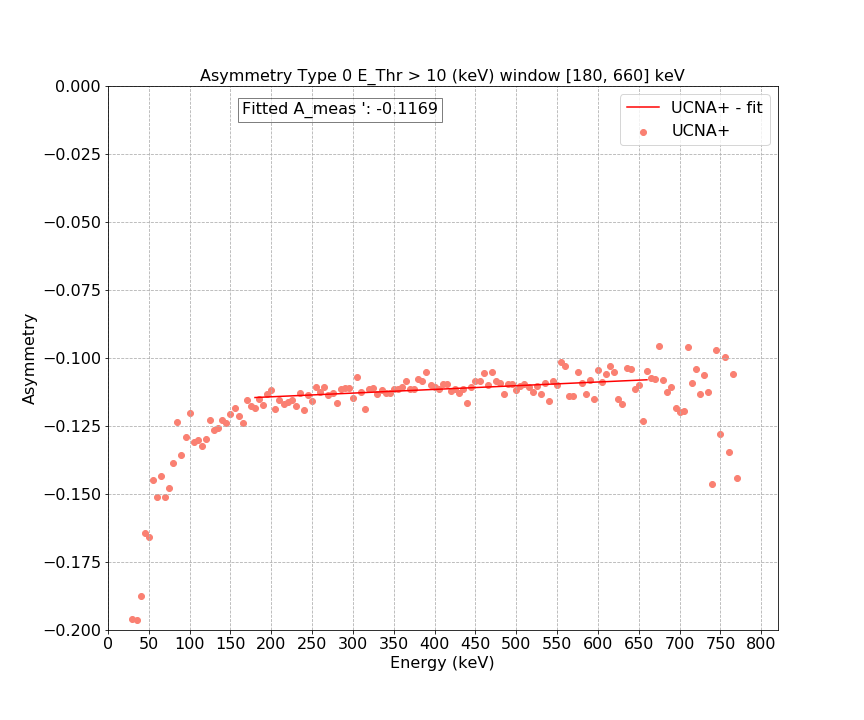 Asymmetry Type 0 E_Thr > 10 (keV) window [180, 660] keV
Fitted A_meas ': -0.1169
UCNA+ - fit
UCNA+
0.000
−0.025
−0.050
−0.075
−0.100
−0.125
−0.150
−0.175
−0.200
Asymmetry
0 50 100 150 200 250 300 350 400 450 500 550 600 650 700 750 800
Energy (keV)